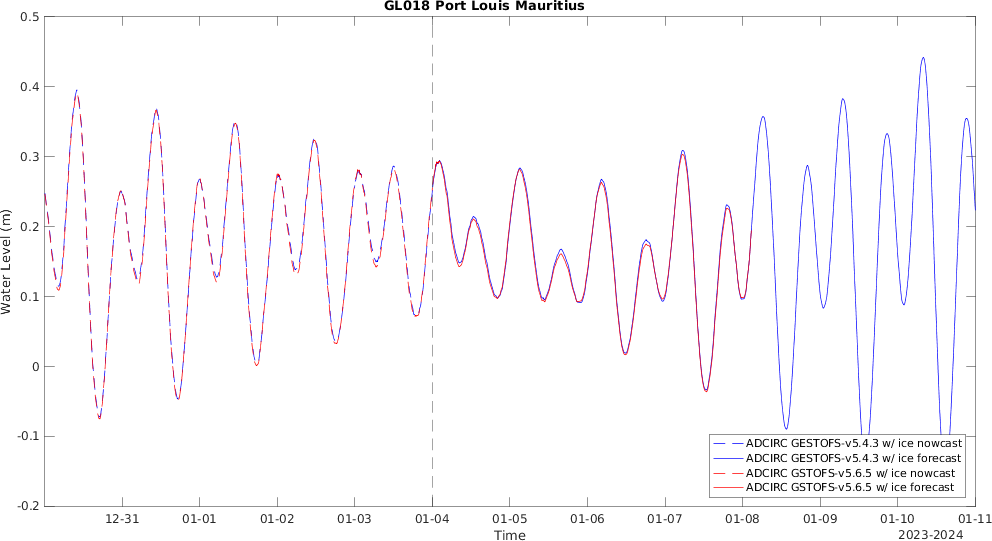 GL018 Port Louis Mauritius
Water Level (m)
0.5
0.4
0.3
0.2
0.1
0
-0.1
-0.2
ADCIRC GESTOFS-v5.4.3 w/ ice nowcast
ADCIRC GESTOFS-v5.4.3 w/ ice forecast
ADCIRC GSTOFS-v5.6.5 w/ ice nowcast
ADCIRC GSTOFS-v5.6.5 w/ ice forecast
12-31 01-01 01-02 01-03 01-04 01-05 01-06 01-07 01-08 01-09 01-10 01-11
Time
2023-2024